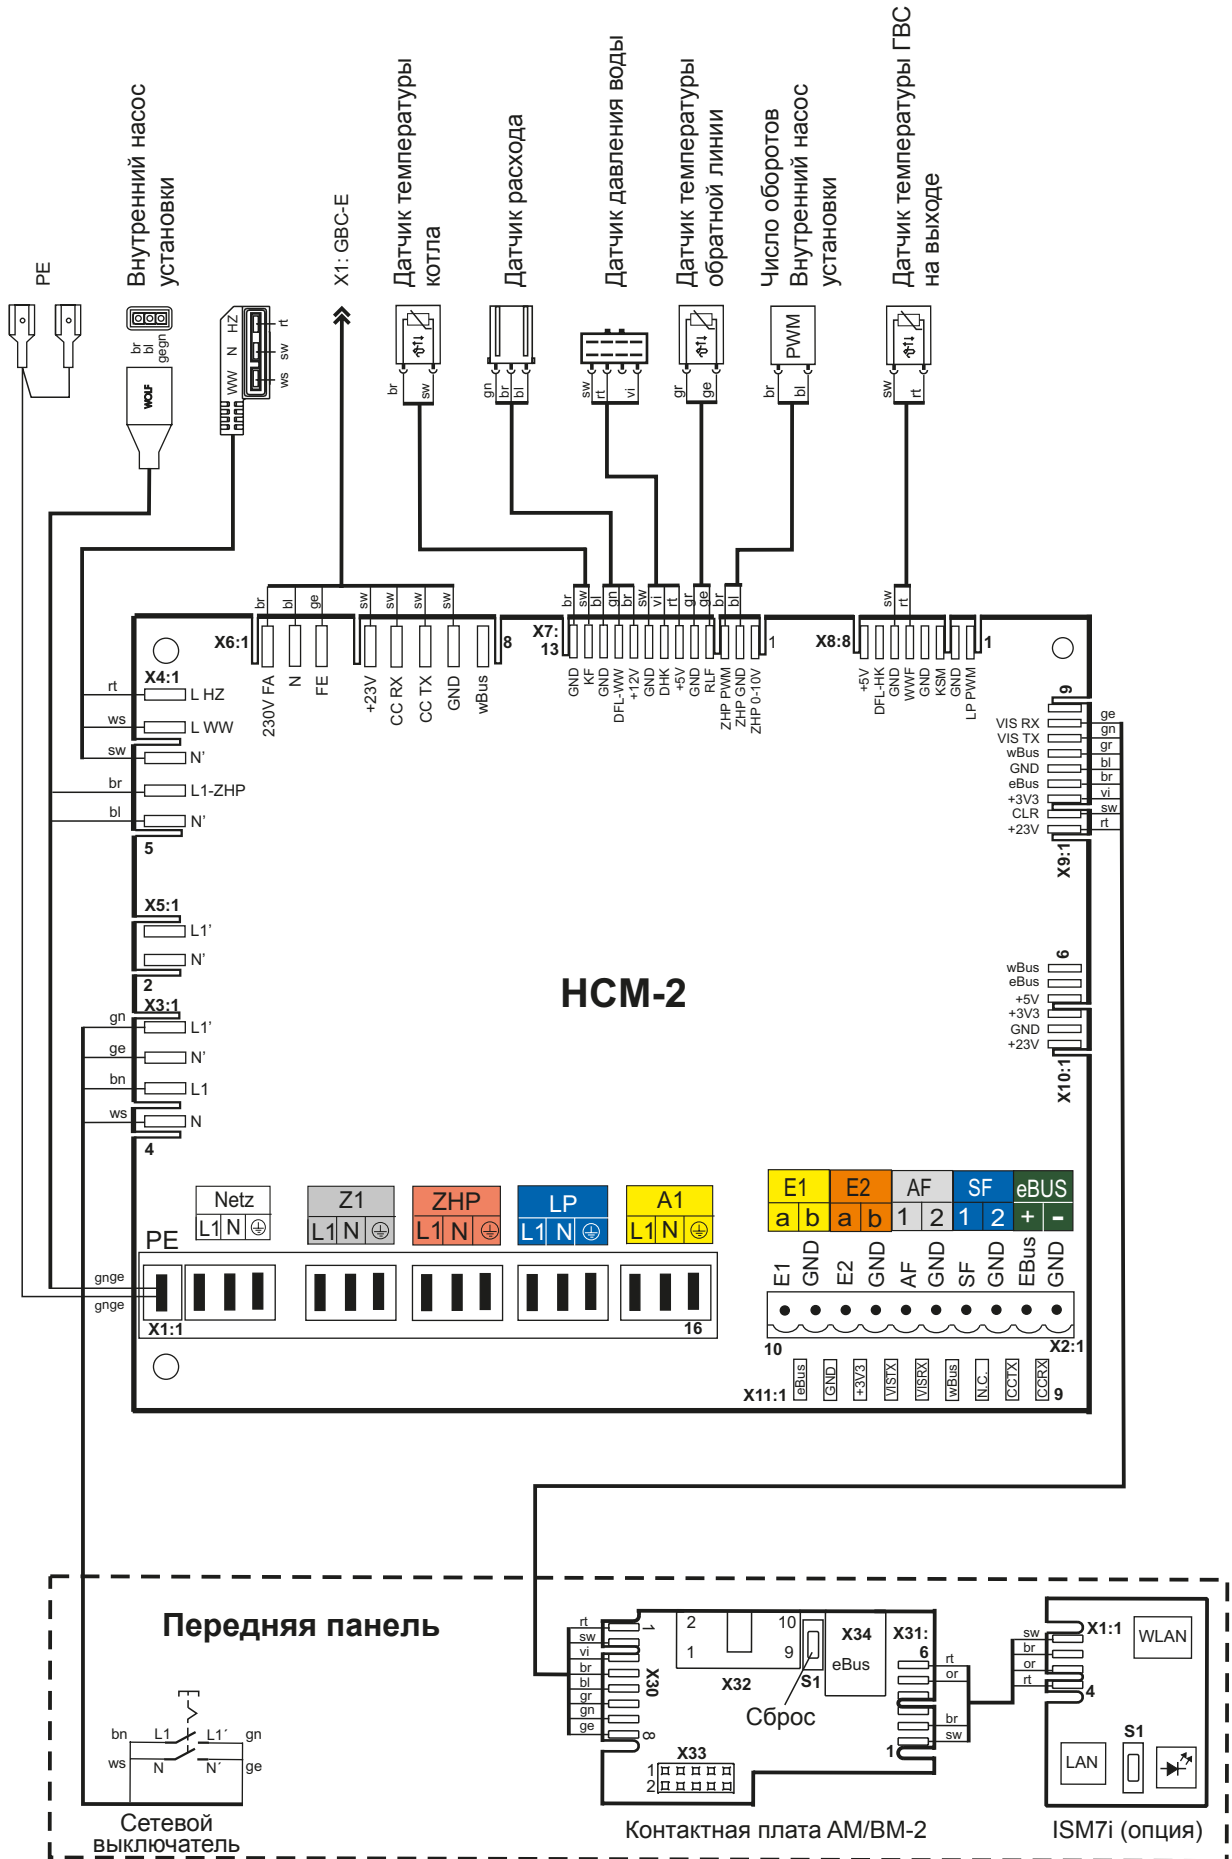 PE
Внутренний насос
установки
br
bl
gegn
WOLF
WW N HZ
ws
sw
rt
X1: GBC-E
Датчик температуры
котла
br
sw
Датчик расхода
gn
br
bl
Датчик давления воды
sw
rt
vi
Датчик температуры
обратной линии
gr
ge
Число оборотов
Внутренний насос
установки
PWM
br
bl
Датчик температуры ГВС
на выходе
sw
rt
X6:1
br
bl
ge
sw
sw
sw
sw
8
230V FA
N
FE
+23V
CC RX
CC TX
GND
wBus
X7:
13
br
sw
bl
gn
br
sw
vi
rt
gr
ge
br
bl
1
GND
KF
GND
DFL-WW
+12V
GND
DHK
+5V
GND
RLF
ZHP PWM
ZHP GND
ZHP 0-10V
X8:8
sw
rt
1
+5V
DFL-HK
GND
WWF
GND
KSM
GND
LP PWM
X4:1
rt L HZ
ws L WW
sw N’
br L1-ZHP
bl N’
5
X5:1
L1’
N’
2
X3:1
gn L1’
ge N’
bn L1
ws N
4
9
VIS RX ge
VIS TX gn
wBus gr
GND bl
eBus br
+3V3 vi
CLR sw
+23V rt
X9:1
6
wBus
eBus
+5V
+3V3
GND
+23V
X10:1
HCM-2
PE
Netz
L1 N
Z1
L1 N
ZHP
L1 N
LP
L1 N
A1
L1 N
gnge
gnge
X1:1
16
E1 E2 AF SF eBUS
a b a b 1 2 1 2 + -
E1
GND
E2
GND
AF
GND
SF
GND
EBus
GND
10
X2:1
X11:1
eBus
GND
+3V3
VISTX
VISRX
wBus
N.C.
CCTX
CCRX
9
Передняя панель
bn L1 L1´ gn
ws N N´ ge
Сетевой
выключатель
rt
sw
vi
br
bl
gr
gn
ge
1
X30
8
2 10
1 9
X32
S1
Сброс
X34
eBus
X31:
6
rt
or
br
sw
1
X33
1
2
Контактная плата AM/BM-2
sw
br
or
rt
X1:1
4
WLAN
LAN
S1
ISM7i (опция)